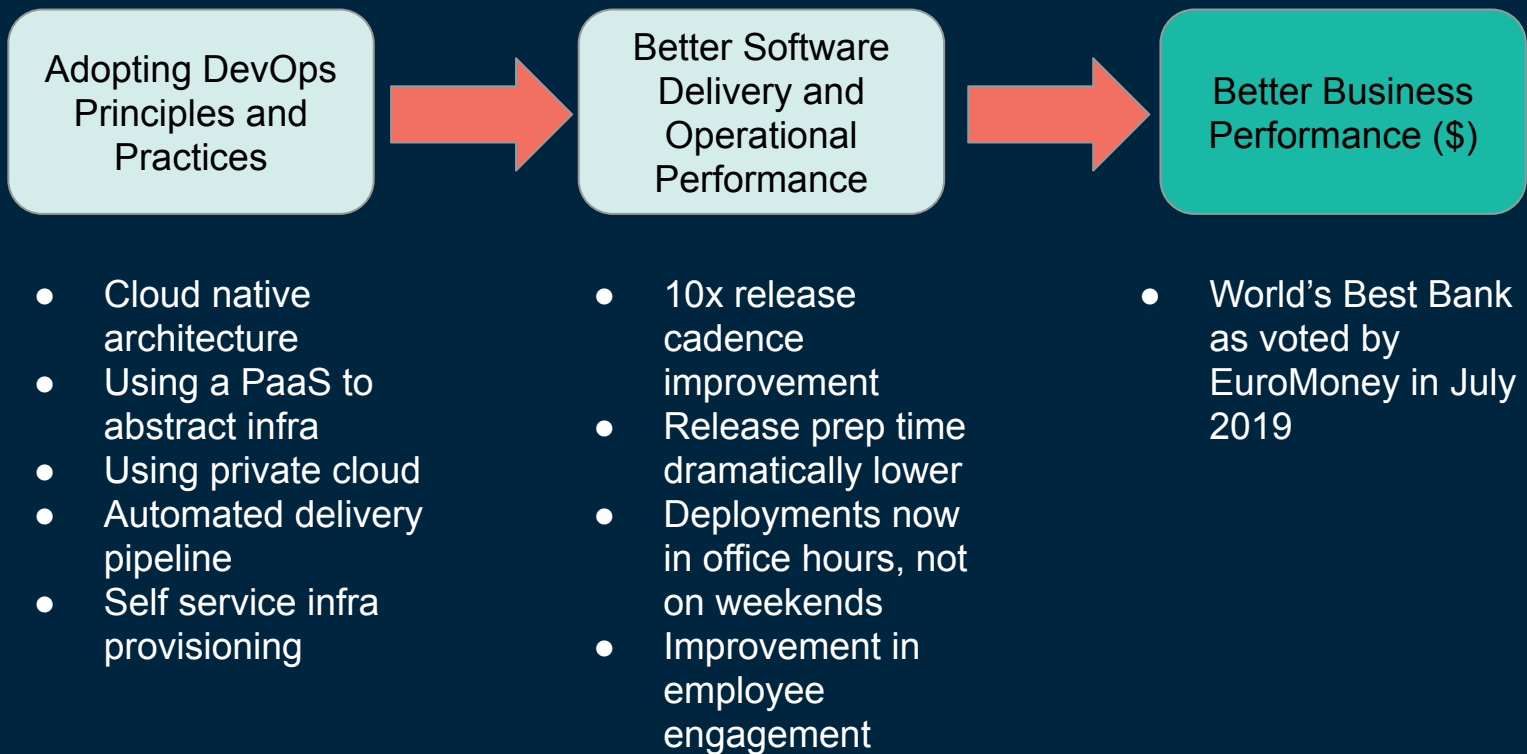 Adopting DevOps
Principles and
Practices
Better Software
Delivery and
Operational
Performance
Better Business
Performance ($)
● Cloud native
architecture
● Using a PaaS to
abstract infra
● Using private cloud
● Automated delivery
pipeline
● Self service infra
provisioning
● 10x release
cadence
improvement
● Release prep time
dramatically lower
● Deployments now
in office hours, not
on weekends
● Improvement in
employee
engagement
● World’s Best Bank
as voted by
EuroMoney in July
2019